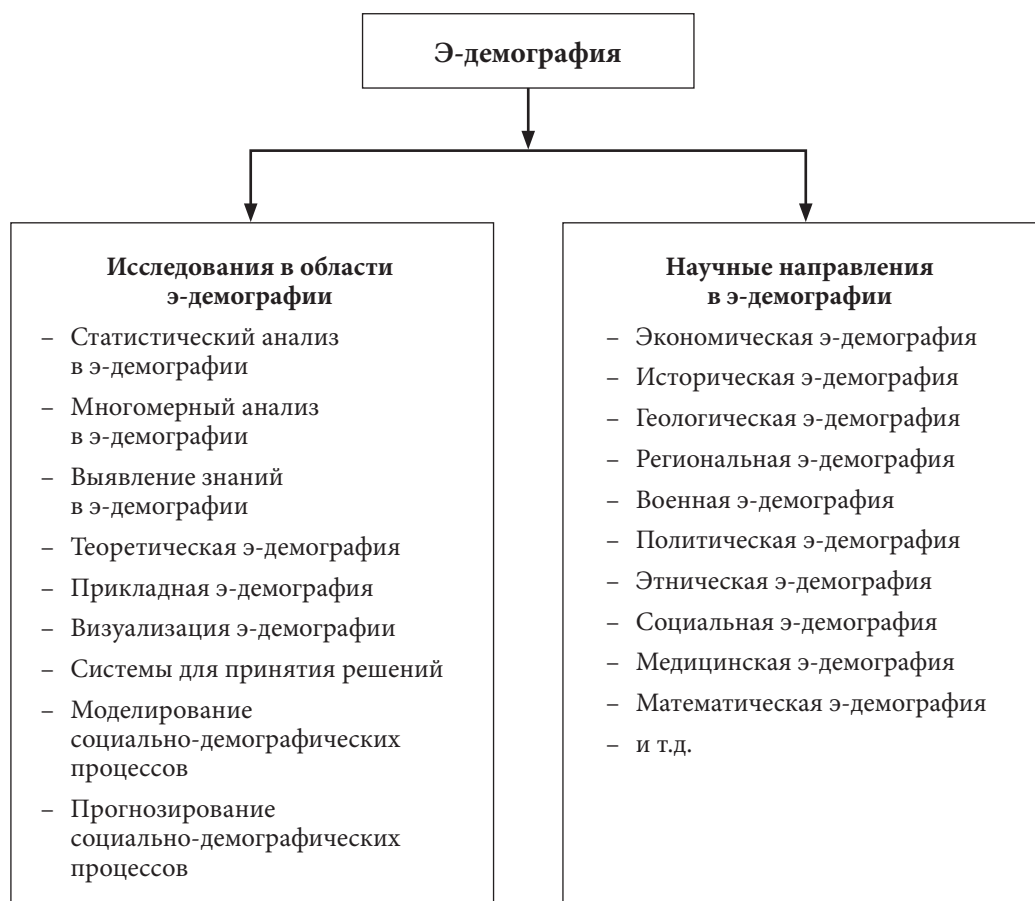 Э-демография
Исследования в области
э-демографии
– Статистический анализ
в э-демографии
– Многомерный анализ
в э-демографии
– Выявление знаний
в э-демографии
– Теоретическая э-демография
– Прикладная э-демография
– Визуализация э-демографии
– Системы для принятия решений
– Моделирование
социально-демографических
процессов
– Прогнозирование
социально-демографических
процессов
Научные направления
в э-демографии
– Экономическая э-демография
– Историческая э-демография
– Геологическая э-демография
– Региональная э-демография
– Военная э-демография
– Политическая э-демография
– Этническая э-демография
– Социальная э-демография
– Медицинская э-демография
– Математическая э-демография
– и т.д.